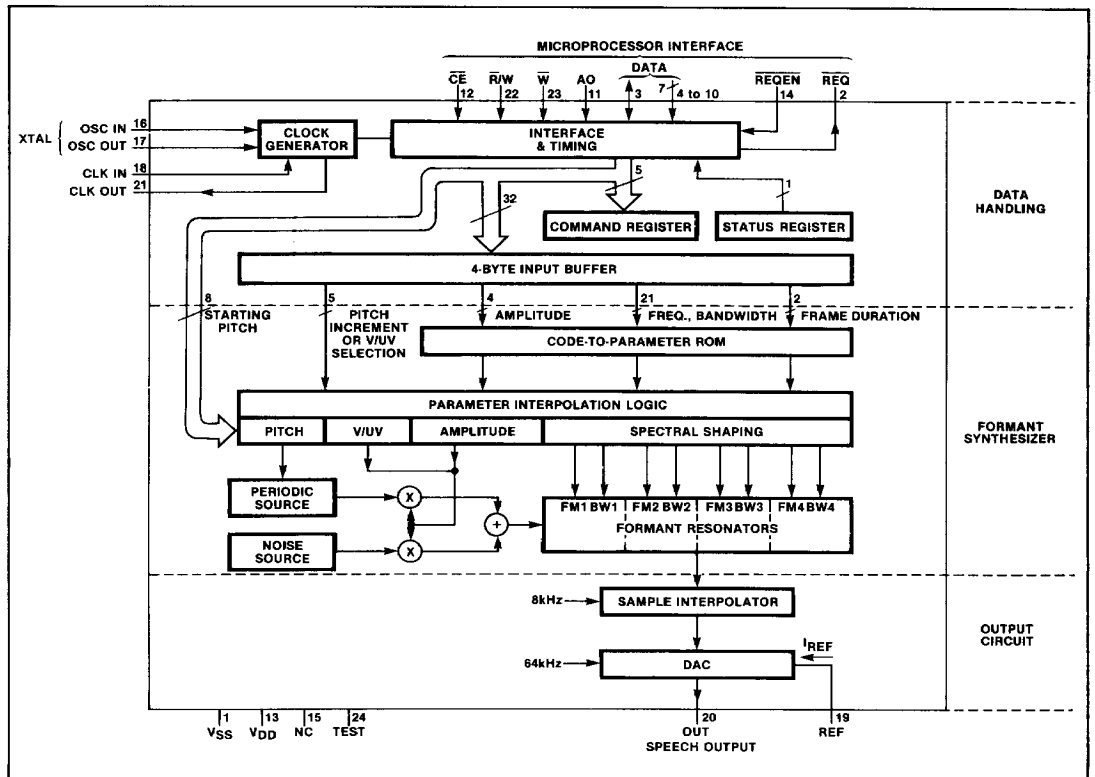 MICROPROCESSOR INTERFACE
DATA
CE R/W W AO REQEN REQ
12 22 23 11 3 7 4 to 10 14 2
XTAL
OSC IN 16
OSC OUT 17
CLK IN 18
CLK OUT 21
CLOCK GENERATOR
INTERFACE & TIMING
DATA HANDLING
5
1
32
COMMAND REGISTER
STATUS REGISTER
4-BYTE INPUT BUFFER
8
STARTING PITCH
5
PITCH INCREMENT OR V/UV SELECTION
4
AMPLITUDE
21
FREQ., BANDWIDTH
2
FRAME DURATION
CODE-TO-PARAMETER ROM
PARAMETER INTERPOLATION LOGIC
PITCH V/UV AMPLITUDE SPECTRAL SHAPING
FORMANT SYNTHESIZER
PERIODIC SOURCE
X
NOISE SOURCE
X
+
FM1 BW1 FM2 BW2 FM3 BW3 FM4 BW4
FORMANT RESONATORS
8kHz
SAMPLE INTERPOLATOR
OUTPUT CIRCUIT
64kHz
DAC
IREF
1 13 15 24 20 19
VSS VDD NC TEST OUT REF
SPEECH OUTPUT